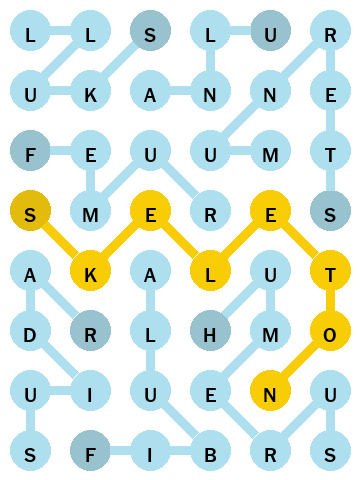 L L S L U R
U K A N N E
F E U U M T
S M E R E S
A K A L U T
D R L H M O
U I U E N U
S F I B R S